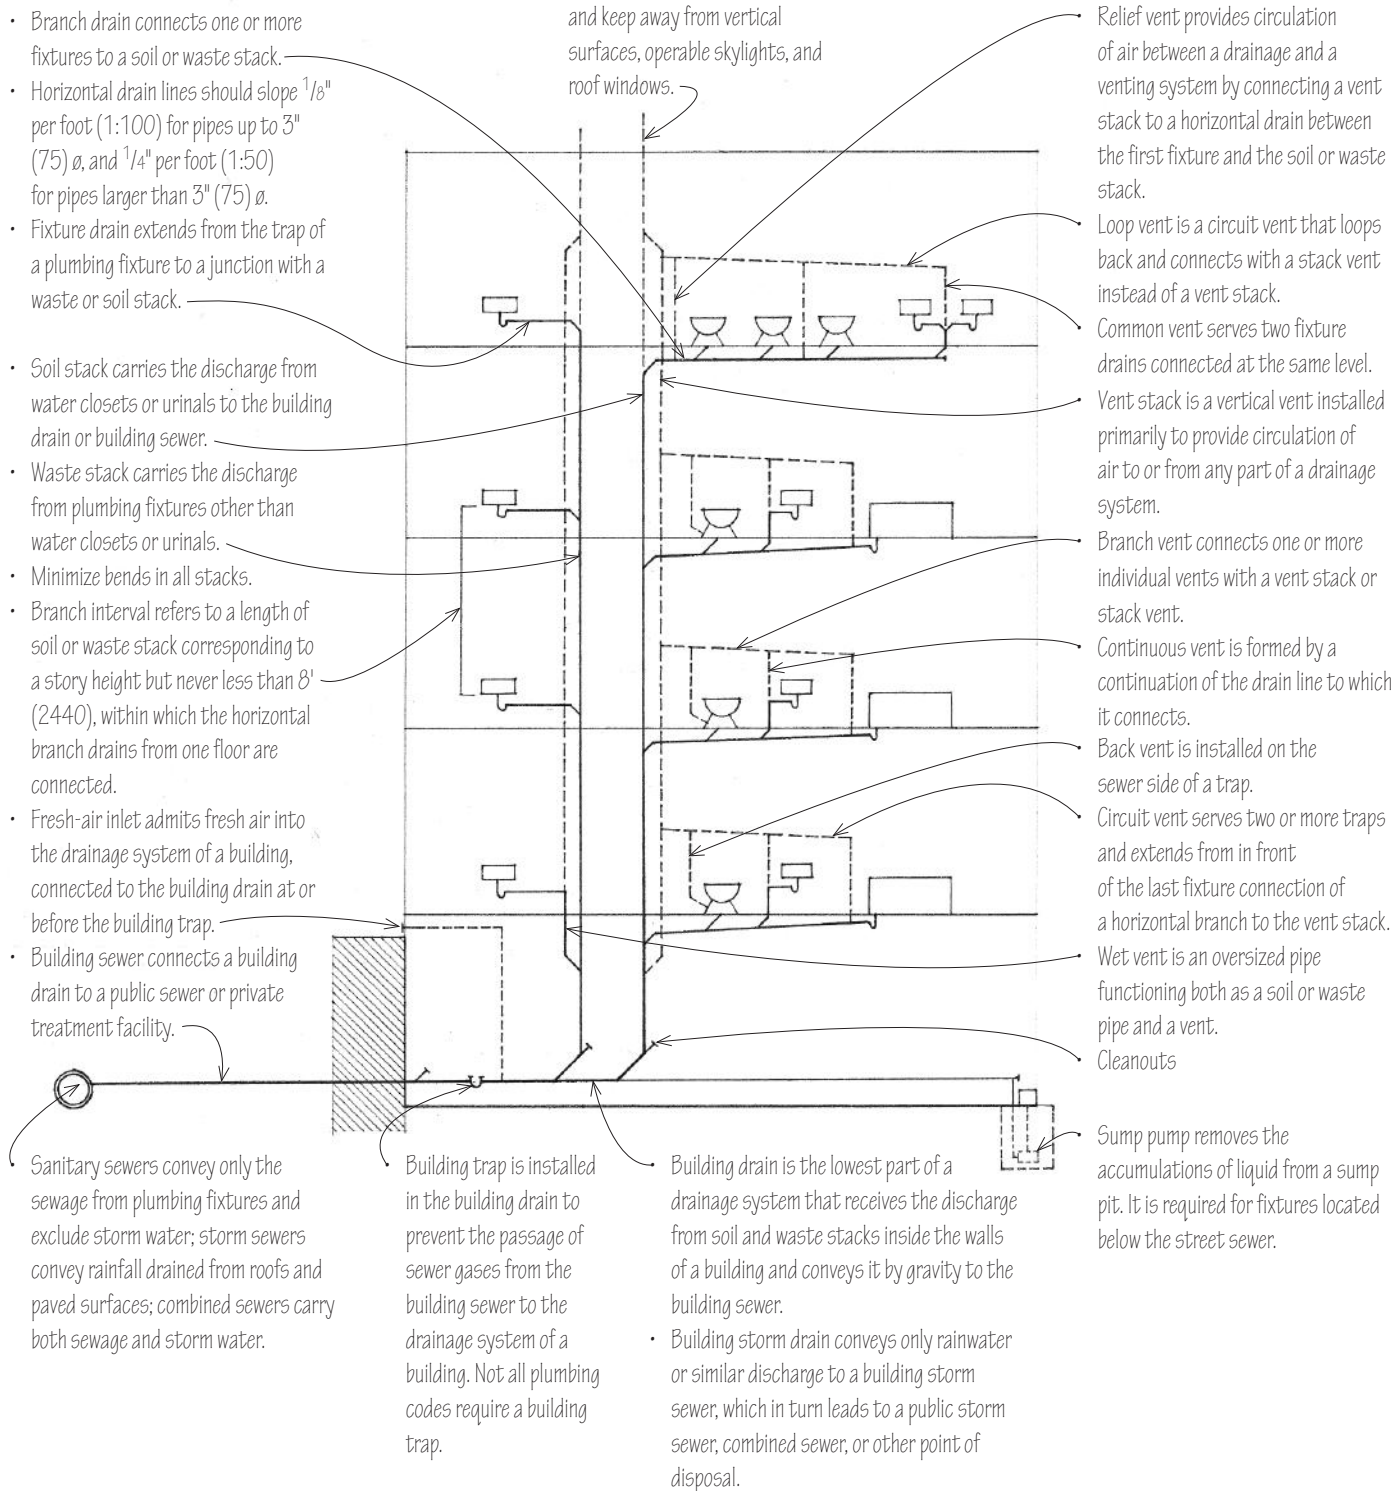 • Branch drain connects one or more
fixtures to a soil or waste stack.
• Horizontal drain lines should slope 1/8"
per foot (1:100) for pipes up to 3"
(75) ø, and 1/4" per foot (1:50)
for pipes larger than 3" (75) ø.
• Fixture drain extends from the trap of
a plumbing fixture to a junction with a
waste or soil stack.
• Soil stack carries the discharge from
water closets or urinals to the building
drain or building sewer.
• Waste stack carries the discharge
from plumbing fixtures other than
water closets or urinals.
• Minimize bends in all stacks.
• Branch interval refers to a length of
soil or waste stack corresponding to
a story height but never less than 8'
(2440), within which the horizontal
branch drains from one floor are
connected.
• Fresh-air inlet admits fresh air into
the drainage system of a building,
connected to the building drain at or
before the building trap.
• Building sewer connects a building
drain to a public sewer or private
treatment facility.
• Sanitary sewers convey only the
sewage from plumbing fixtures and
exclude storm water; storm sewers
convey rainfall drained from roofs and
paved surfaces; combined sewers carry
both sewage and storm water.
and keep away from vertical
surfaces, operable skylights, and
roof windows.
• Building trap is installed
in the building drain to
prevent the passage of
sewer gases from the
building sewer to the
drainage system of a
building. Not all plumbing
codes require a building
trap.
• Building drain is the lowest part of a
drainage system that receives the discharge
from soil and waste stacks inside the walls
of a building and conveys it by gravity to the
building sewer.
• Building storm drain conveys only rainwater
or similar discharge to a building storm
sewer, which in turn leads to a public storm
sewer, combined sewer, or other point of
disposal.
• Relief vent provides circulation
of air between a drainage and a
venting system by connecting a vent
stack to a horizontal drain between
the first fixture and the soil or waste
stack.
• Loop vent is a circuit vent that loops
back and connects with a stack vent
instead of a vent stack.
• Common vent serves two fixture
drains connected at the same level.
• Vent stack is a vertical vent installed
primarily to provide circulation of
air to or from any part of a drainage
system.
• Branch vent connects one or more
individual vents with a vent stack or
stack vent.
• Continuous vent is formed by a
continuation of the drain line to which
it connects.
• Back vent is installed on the
sewer side of a trap.
• Circuit vent serves two or more traps
and extends from in front
of the last fixture connection of
a horizontal branch to the vent stack.
• Wet vent is an oversized pipe
functioning both as a soil or waste
pipe and a vent.
• Cleanouts
• Sump pump removes the
accumulations of liquid from a sump
pit. It is required for fixtures located
below the street sewer.